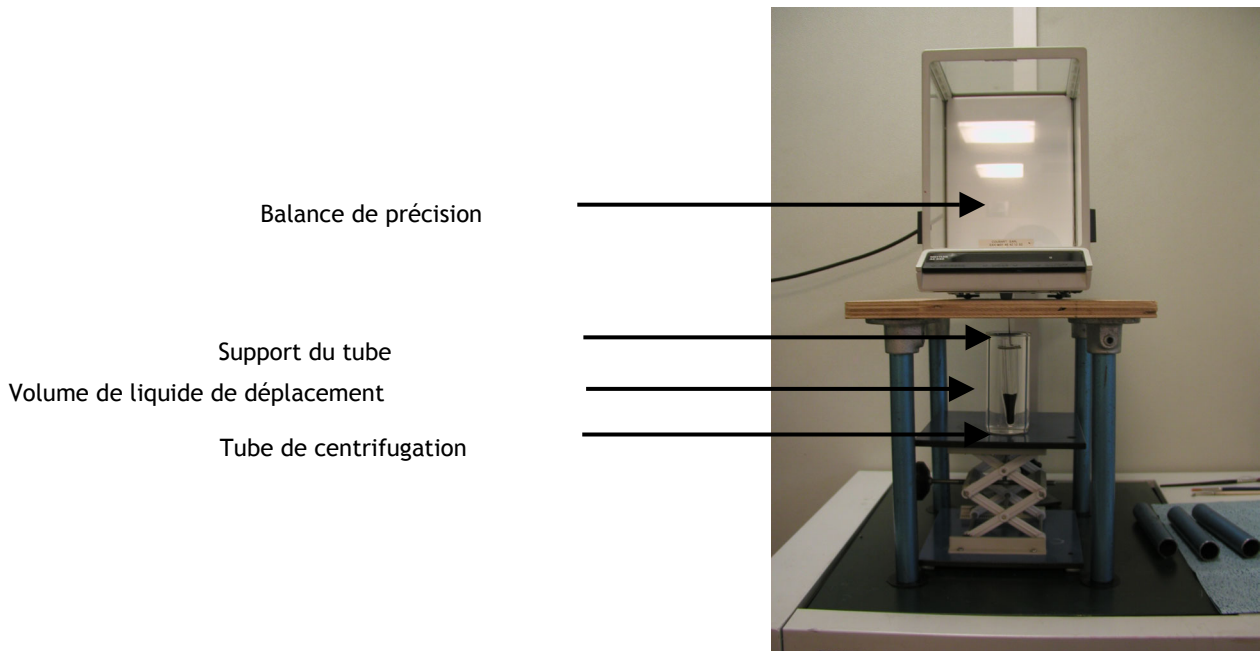 Balance de précision
Support du tube
Volume de liquide de déplacement
Tube de centrifugation